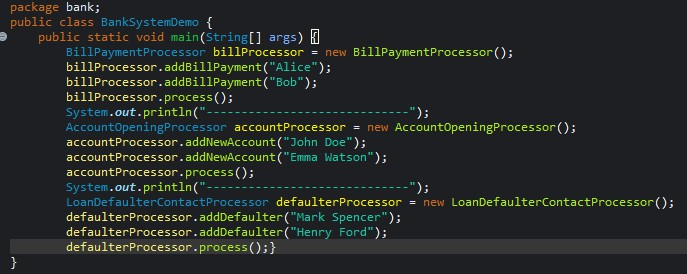 package bank;
public class BankSystemDemo {
public static void main(String[] args) {
BillPaymentProcessor billProcessor = new BillPaymentProcessor();
billProcessor.addBillPayment("Alice");
billProcessor.addBillPayment("Bob");
billProcessor.process();
System.out.println("-----------------------------");
AccountOpeningProcessor accountProcessor = new AccountOpeningProcessor();
accountProcessor.addNewAccount("John Doe");
accountProcessor.addNewAccount("Emma Watson");
accountProcessor.process();
System.out.println("-----------------------------");
LoanDefaulterContactProcessor defaulterProcessor = new LoanDefaulterContactProcessor();
defaulterProcessor.addDefaulter("Mark Spencer");
defaulterProcessor.addDefaulter("Henry Ford");
defaulterProcessor.process();}
}